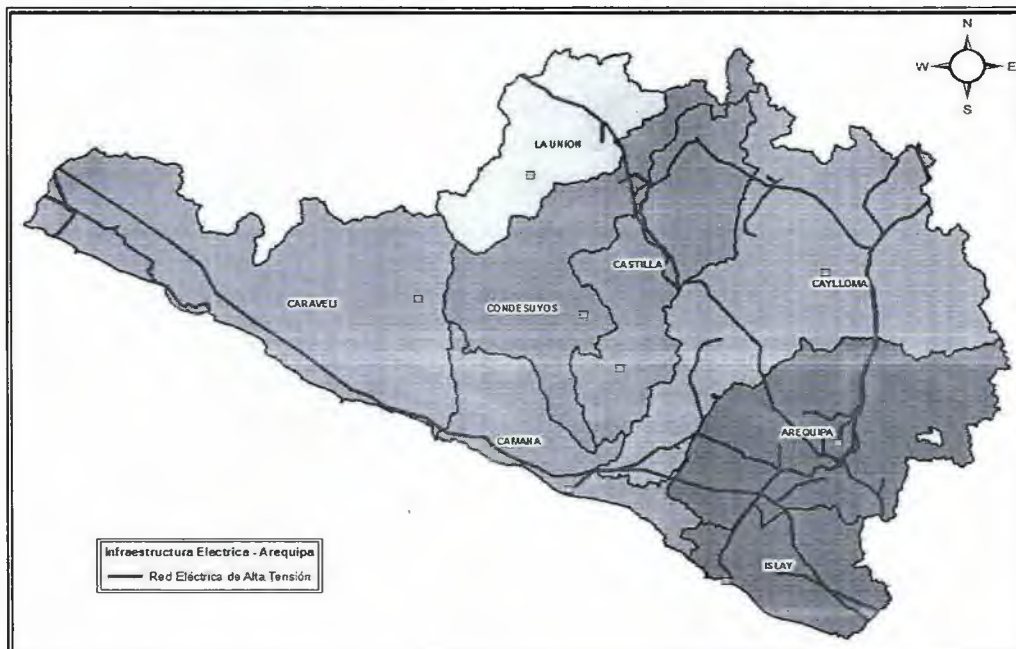 N
W E
S
LA UNION
CASTILLA
CAYLLOMA
CARAVELI
CONDESUYOS
CAMANA
AREQUIPA
ISLAY
Infraestructura Electrica - Arequipa
Red Eléctrica de Alta Tensión